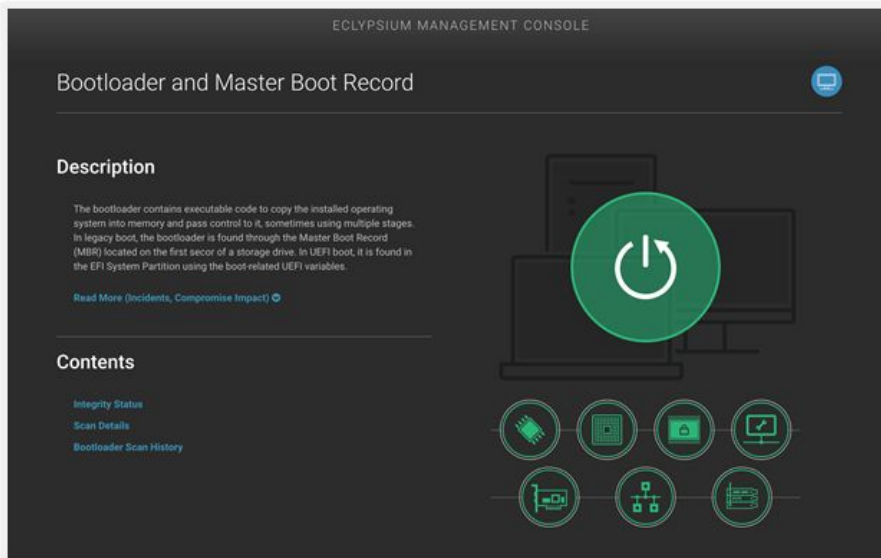 ECLYPSIUM MANAGEMENT CONSOLE
Bootloader and Master Boot Record
Description
The bootloader contains executable code to copy the installed operating
system into memory and pass control to it, sometimes using multiple stages.
In legacy boot, the bootloader is found through the Master Boot Record
(MBR) located on the first secor of a storage drive. In UEFI boot, it is found in
the EFI System Partition using the boot-related UEFI variables.
Read More (Incidents, Compromise Impact)
Contents
Integrity Status
Scan Details
Bootloader Scan History